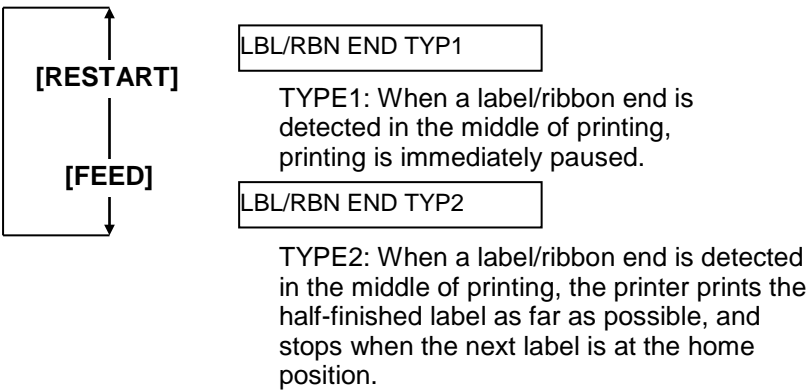 LBL/RBN END TYP1
[RESTART]
TYPE1: When a label/ribbon end is
detected in the middle of printing,
printing is immediately paused.
[FEED]
LBL/RBN END TYP2
TYPE2: When a label/ribbon end is detected
in the middle of printing, the printer prints the
half-finished label as far as possible, and
stops when the next label is at the home
position.